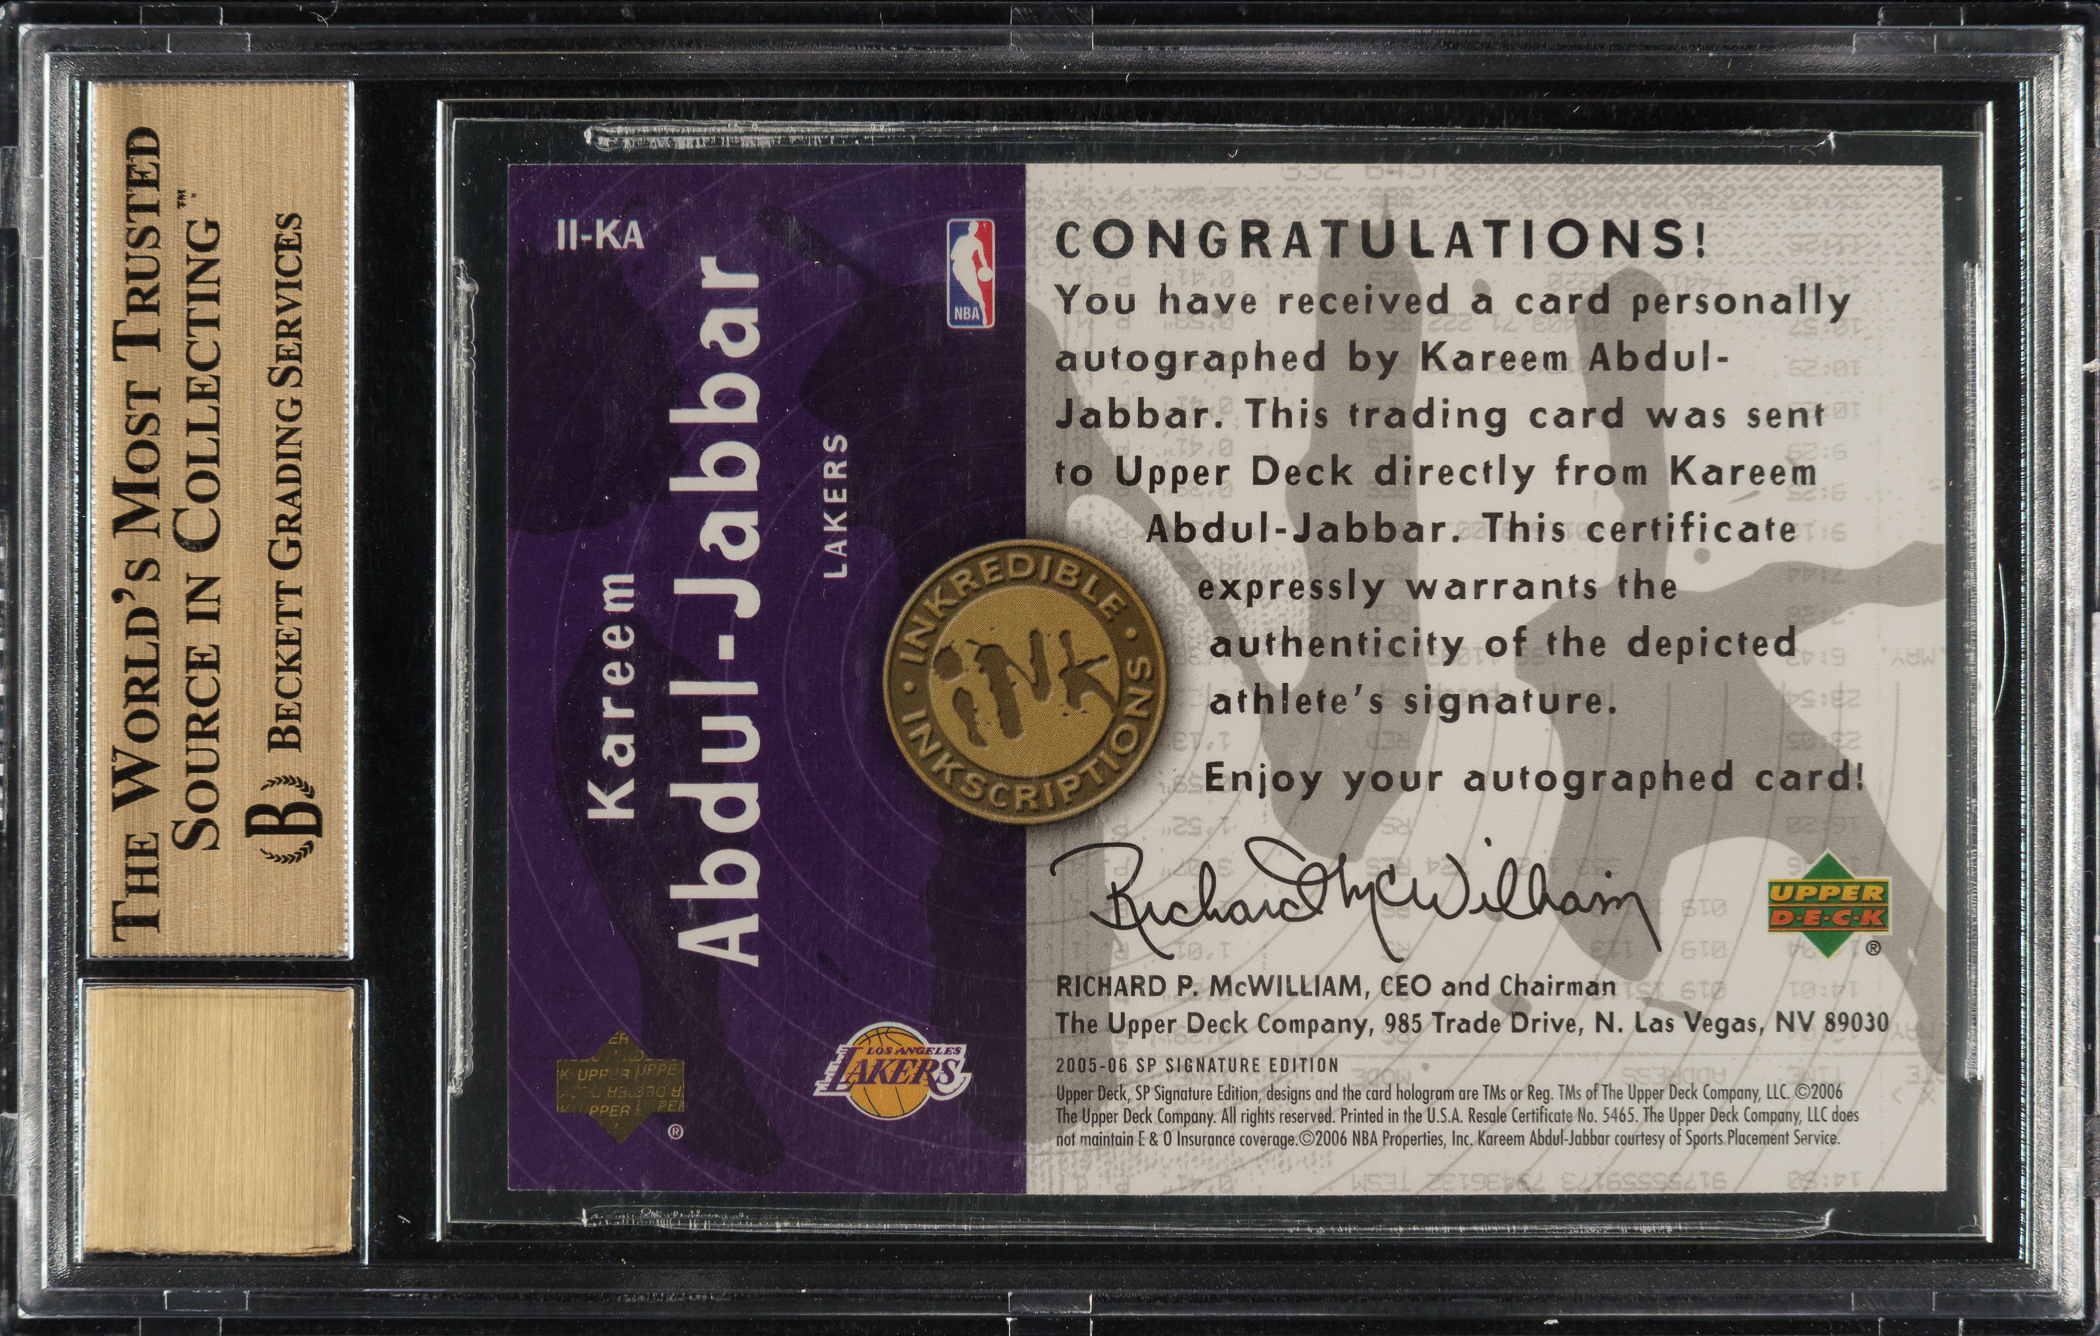 THE WORLD'S MOST TRUSTED
SOURCE IN COLLECTING™
BECKETT GRADING SERVICES
B
II-KA
Kareem
Abdul-Jabbar
LAKERS
NBA
INKREDIBLE
INK
INKSCRIPTIONS
LOS ANGELES
LAKERS
CONGRATULATIONS!
You have received a card personally
autographed by Kareem Abdul-
Jabbar. This trading card was sent
to Upper Deck directly from Kareem
Abdul-Jabbar. This certificate
expressly warrants the
authenticity of the depicted
athlete's signature.
Enjoy your autographed card!
Richard McWilliam
UPPER
D·E·C·K
®
RICHARD P. McWILLIAM, CEO and Chairman
The Upper Deck Company, 985 Trade Drive, N. Las Vegas, NV 89030
2005-06 SP SIGNATURE EDITION
Upper Deck, SP Signature Edition, designs and the card hologram are TMs or Reg. TMs of The Upper Deck Company, LLC. ©2006
The Upper Deck Company. All rights reserved. Printed in the U.S.A. Resale Certificate No. 5465. The Upper Deck Company, LLC does
not maintain E & O Insurance coverage.©2006 NBA Properties, Inc. Kareem Abdul-Jabbar courtesy of Sports Placement Service.